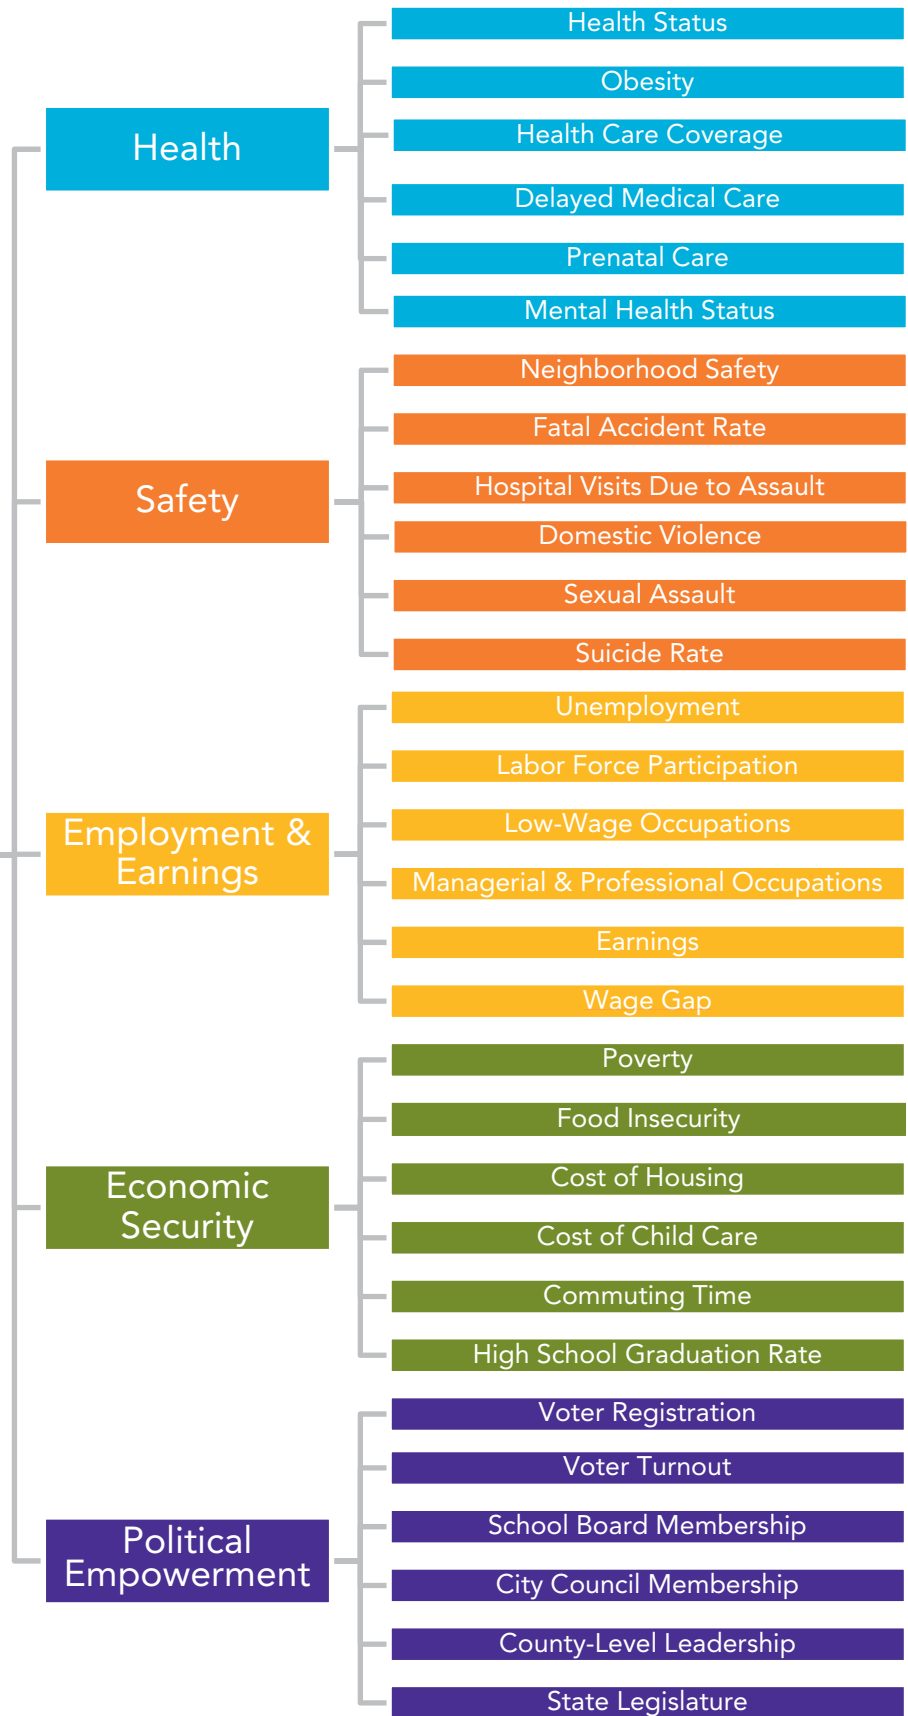 Health
Health Status
Obesity
Health Care Coverage
Delayed Medical Care
Prenatal Care
Mental Health Status
Safety
Neighborhood Safety
Fatal Accident Rate
Hospital Visits Due to Assault
Domestic Violence
Sexual Assault
Suicide Rate
Employment &
Earnings
Unemployment
Labor Force Participation
Low-Wage Occupations
Managerial & Professional Occupations
Earnings
Wage Gap
Economic
Security
Poverty
Food Insecurity
Cost of Housing
Cost of Child Care
Commuting Time
High School Graduation Rate
Political
Empowerment
Voter Registration
Voter Turnout
School Board Membership
City Council Membership
County-Level Leadership
State Legislature